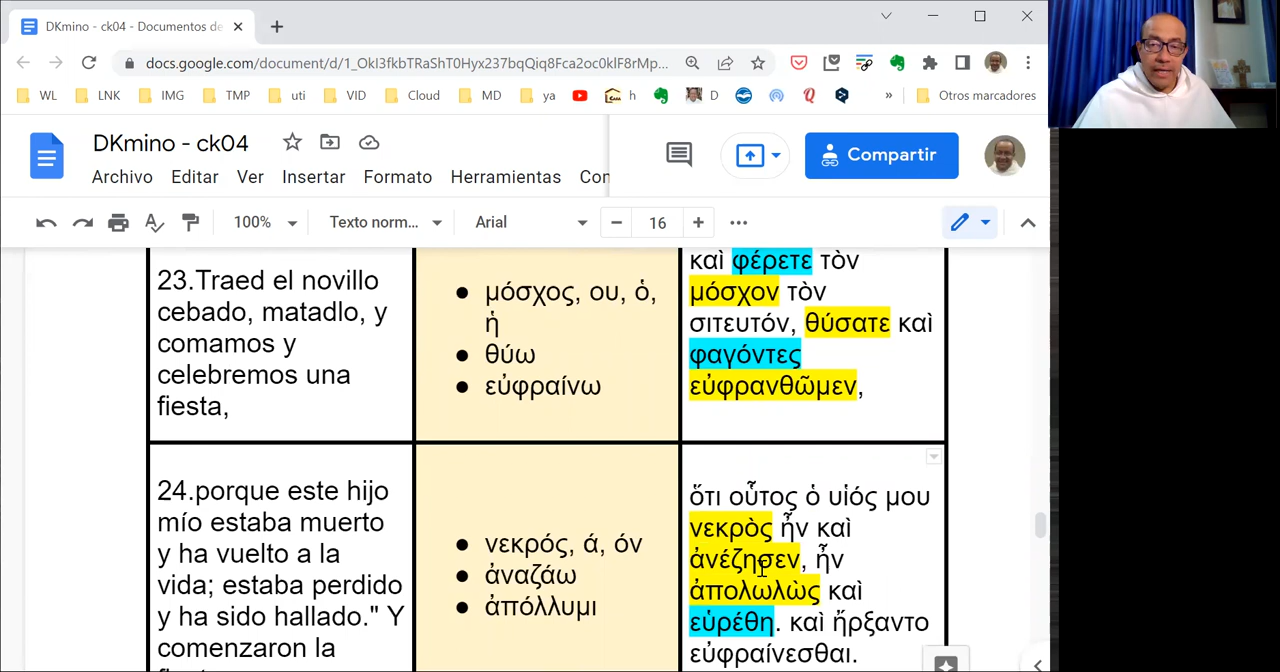 DKmino - ck04 - Documentos de
docs.google.com/document/d/1_OkI3fkbTRaShT0Hyx237bqQiq8Fca2oc0kIF8rMp...
WL LNK IMG TMP uti VID Cloud MD ya h D » Otros marcadores
DKmino - ck04
Compartir
Archivo Editar Ver Insertar Formato Herramientas Con
100% Texto norm... Arial 16
23.Traed el novillo
cebado, matadlo, y
comamos y
celebremos una
fiesta,
● μόσχος, ου, ὁ,
ἡ
● θύω
● εὐφραίνω
καὶ φέρετε τὸν
μόσχον τὸν
σιτευτόν, θύσατε καὶ
φαγόντες
εὐφρανθῶμεν,
24.porque este hijo
mío estaba muerto
y ha vuelto a la
vida; estaba perdido
y ha sido hallado." Y
comenzaron la
● νεκρός, ά, όν
● ἀναζάω
● ἀπόλλυμι
ὅτι οὗτος ὁ υἱός μου
νεκρὸς ἦν καὶ
ἀνέζησεν, ἦν
ἀπολωλὼς καὶ
εὑρέθη. καὶ ἤρξαντο
εὐφραίνεσθαι.